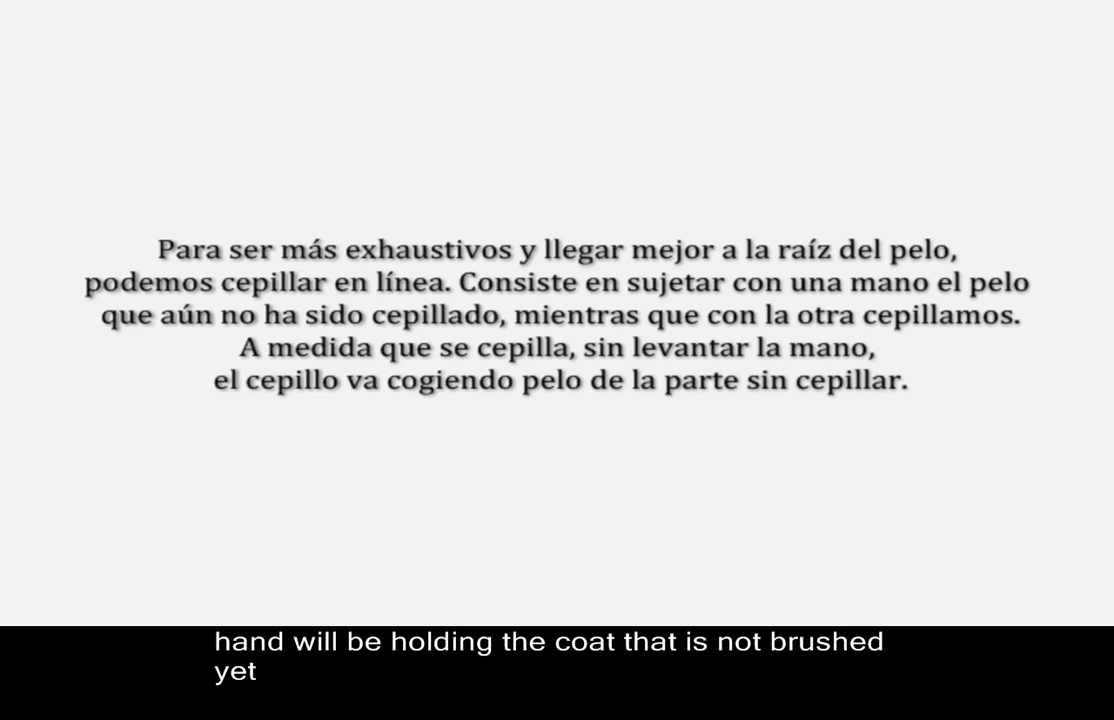 Para ser más exhaustivos y llegar mejor a la raíz del pelo,
podemos cepillar en línea. Consiste en sujetar con una mano el pelo
que aún no ha sido cepillado, mientras que con la otra cepillamos.
A medida que se cepilla, sin levantar la mano,
el cepillo va cogiendo pelo de la parte sin cepillar.
hand will be holding the coat that is not brushed
yet